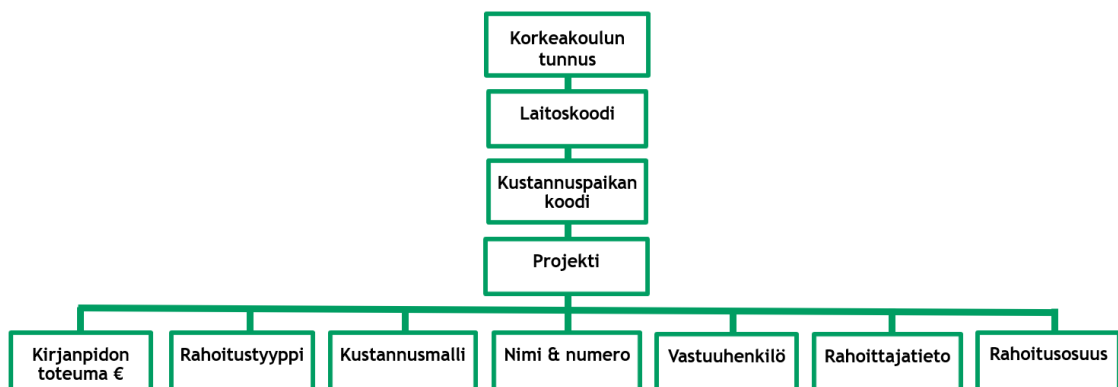 Korkeakoulun
tunnus
Laitoskoodi
Kustannuspaikan
koodi
Projekti
Kirjanpidon
toteuma €
Rahoitustyyppi
Kustannusmalli
Nimi & numero
Vastuuhenkilö
Rahoittajatieto
Rahoitusosuus